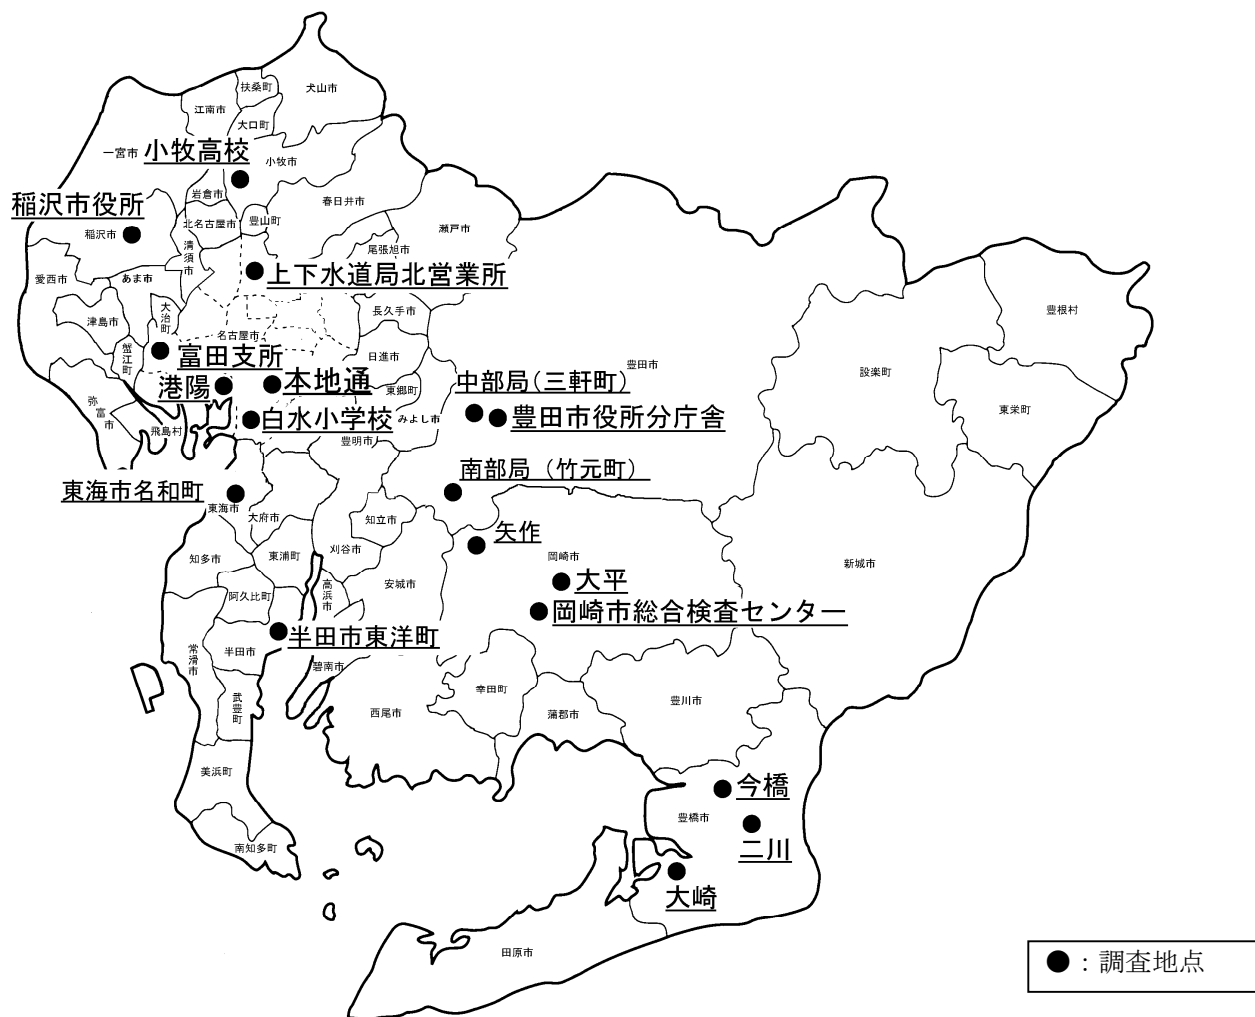 扶桑町
犬山市
江南市
大口町
一宮市
小牧高校
小牧市
岩倉市
春日井市
稲沢市役所
稲沢市
北名古屋市
豊山町
瀬戸市
清須市
尾張旭市
上下水道局北営業所
愛西市
あま市
豊根村
津島市
大治町
長久手市
名古屋市
蟹江町
富田支所
日進市
豊田市
設楽町
港陽
本地通
東郷町
中部局（三軒町）
東栄町
弥富市
飛島村
白水小学校
みよし市
豊田市役所分庁舎
豊明市
南部局（竹元町）
東海市名和町
東海市
大府市
知立市
矢作
知多市
東浦町
刈谷市
岡崎市
新城市
安城市
大平
阿久比町
高浜市
岡崎市総合検査センター
半田市東洋町
常滑市
半田市
碧南市
武豊町
西尾市
幸田町
豊川市
蒲郡市
美浜町
今橋
豊橋市
南知多町
二川
大崎
田原市
：調査地点